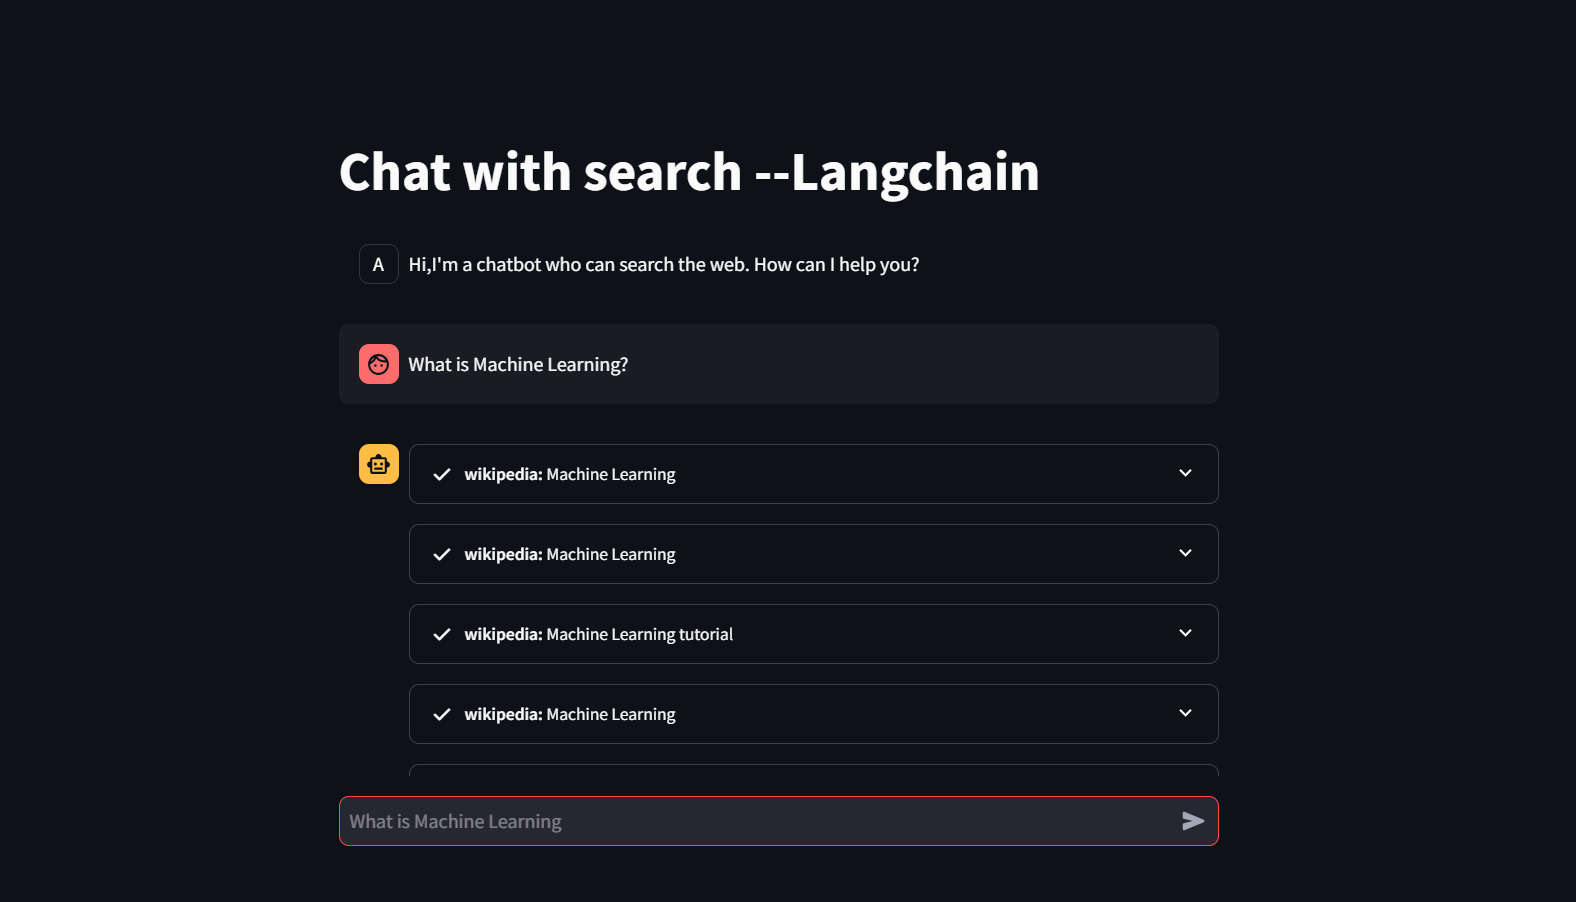 Chat with search --Langchain
A
Hi,I'm a chatbot who can search the web. How can I help you?
What is Machine Learning?
wikipedia: Machine Learning
wikipedia: Machine Learning
wikipedia: Machine Learning tutorial
wikipedia: Machine Learning
What is Machine Learning